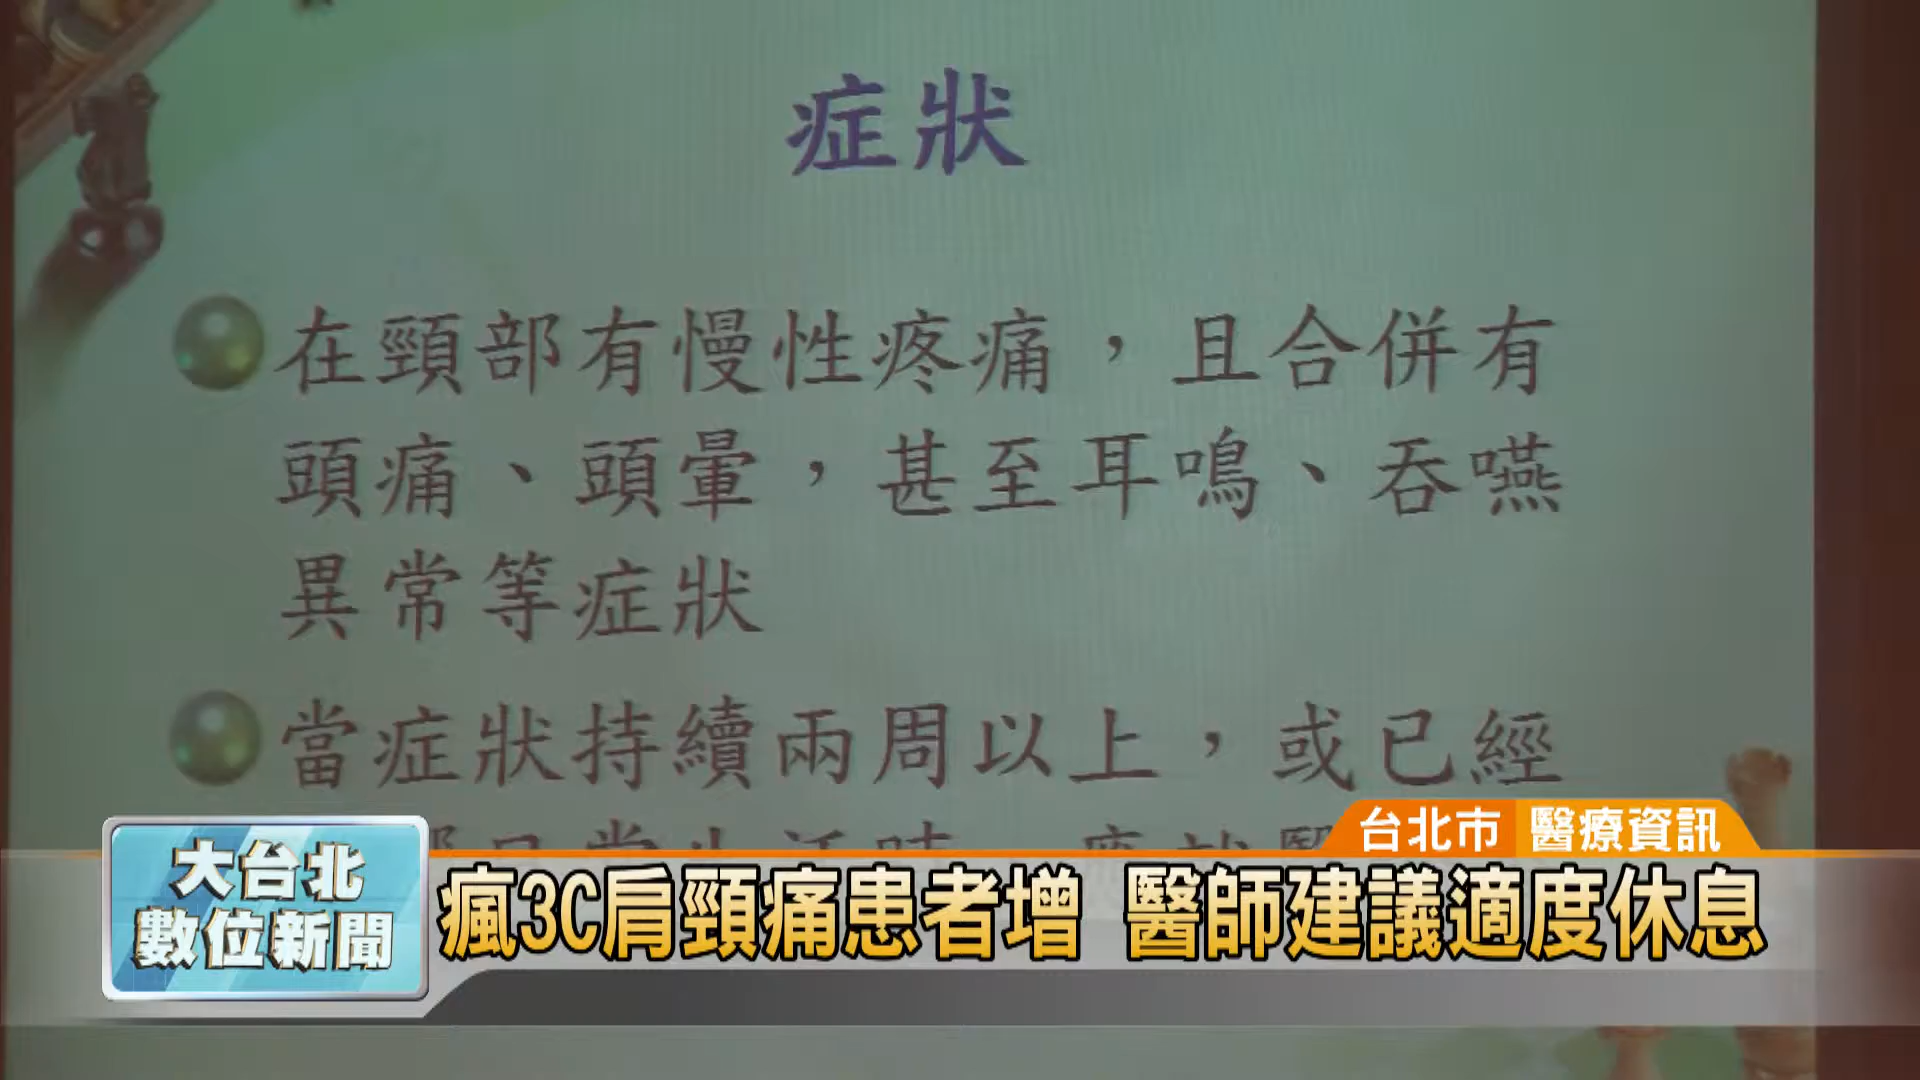 症狀
在頸部有慢性疼痛，且合併有
頭痛、頭暈，甚至耳鳴、吞嚥
異常等症狀
當症狀持續兩周以上，或已經
台北市 醫療資訊
大台北
數位新聞
瘋3C肩頸痛患者增 醫師建議適度休息